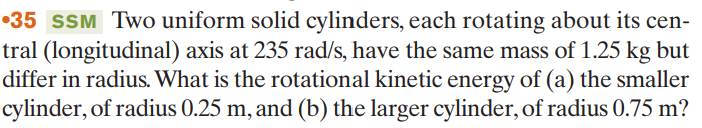 •35 SSM Two uniform solid cylinders, each rotating about its cen-
tral (longitudinal) axis at 235 rad/s, have the same mass of 1.25 kg but
differ in radius. What is the rotational kinetic energy of (a) the smaller
cylinder, of radius 0.25 m, and (b) the larger cylinder, of radius 0.75 m?